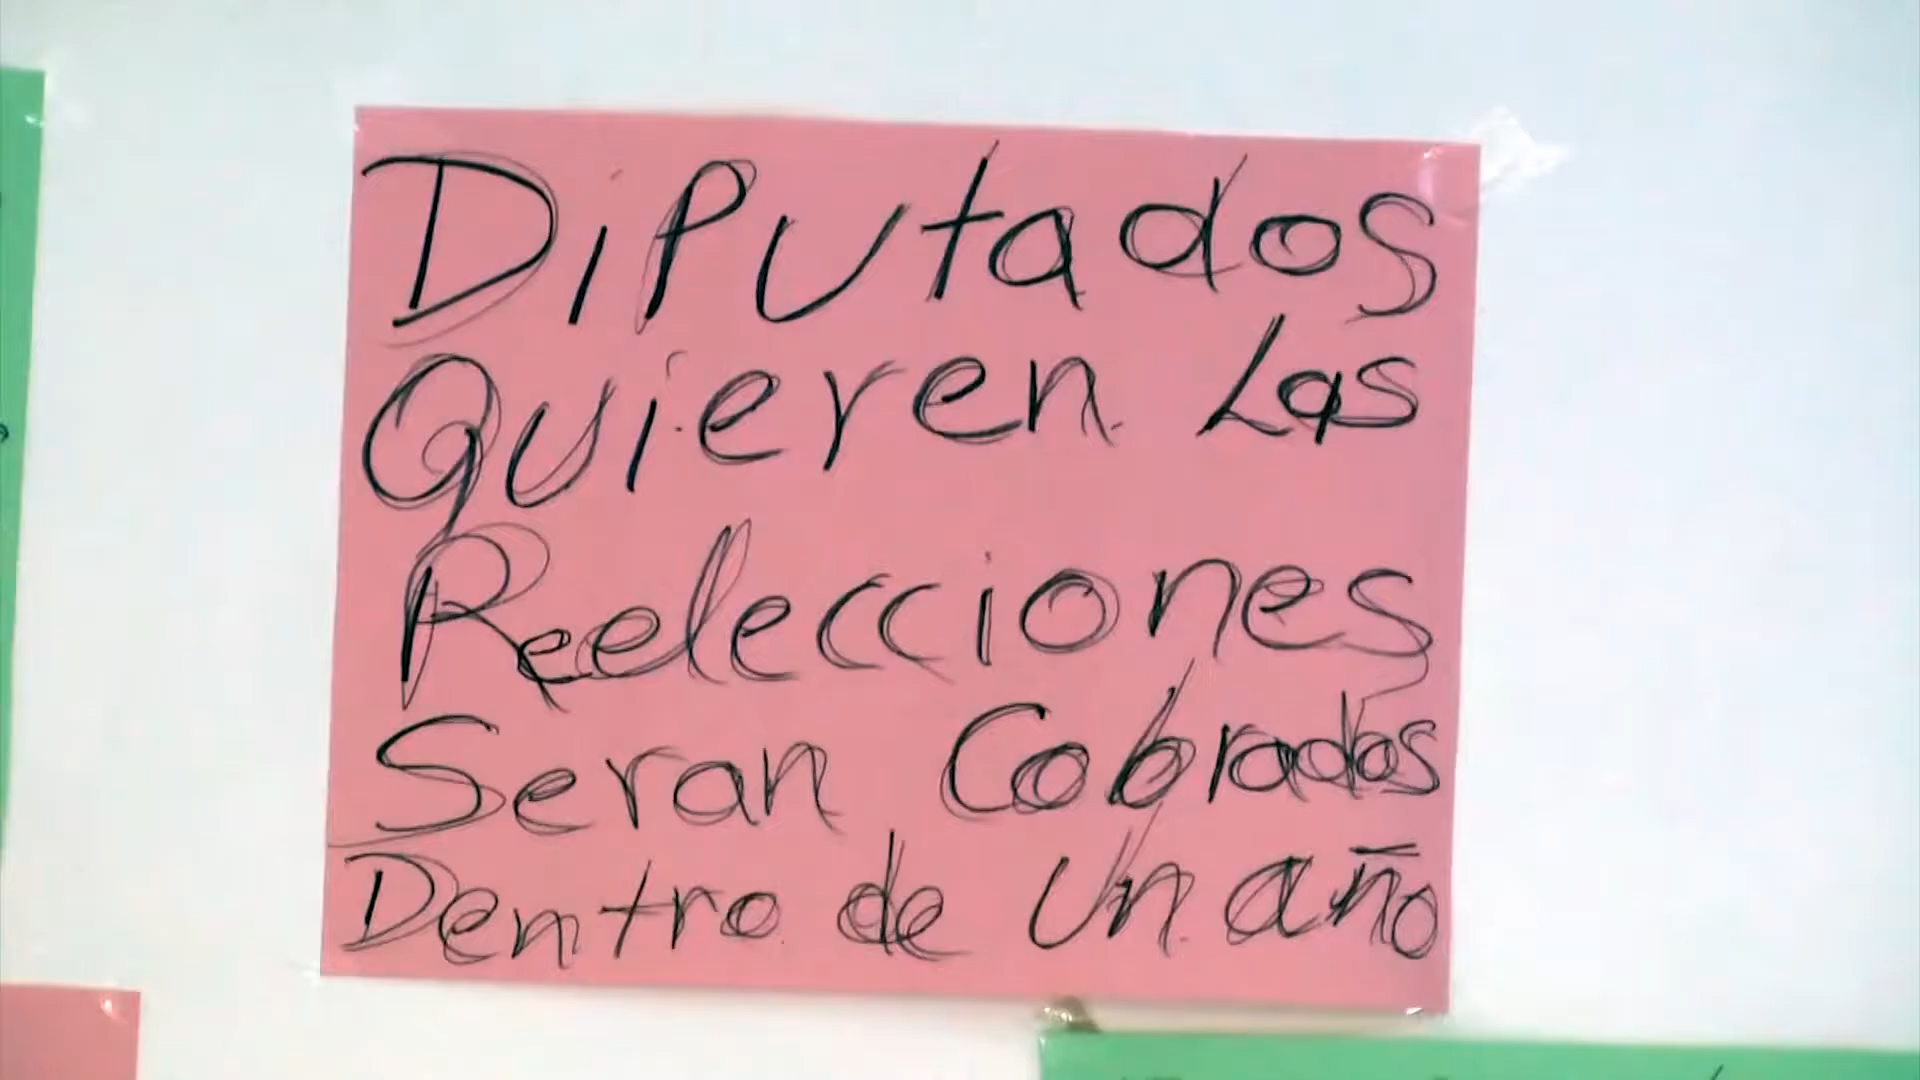 Diputados
Quieren Las
Reelecciones
Seran Cobrados
Dentro de Un año